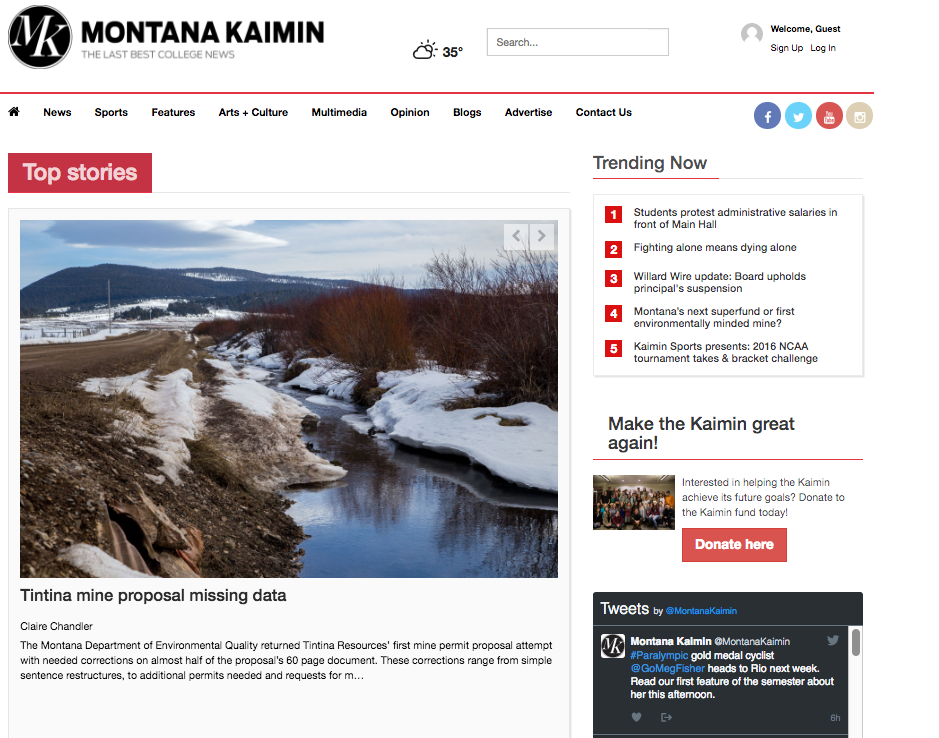 MK MONTANA KAIMIN
THE LAST BEST COLLEGE NEWS
35°
Search...
Welcome, Guest
Sign Up Log In
News Sports Features Arts + Culture Multimedia Opinion Blogs Advertise Contact Us
Top stories
Tintina mine proposal missing data
Claire Chandler
The Montana Department of Environmental Quality returned Tintina Resources' first mine permit proposal attempt
with needed corrections on almost half of the proposal's 60 page document. These corrections range from simple
sentence restructures, to additional permits needed and requests for m…
Trending Now
1 Students protest administrative salaries in
front of Main Hall
2 Fighting alone means dying alone
3 Willard Wire update: Board upholds
principal's suspension
4 Montana's next superfund or first
environmentally minded mine?
5 Kaimin Sports presents: 2016 NCAA
tournament takes & bracket challenge
Make the Kaimin great
again!
Interested in helping the Kaimin
achieve its future goals? Donate to
the Kaimin fund today!
Donate here
Tweets by @MontanaKaimin
MK Montana Kaimin @MontanaKaimin
#Paralympic gold medal cyclist
@GoMegFisher heads to Rio next week.
Read our first feature of the semester about
her this afternoon.
6h